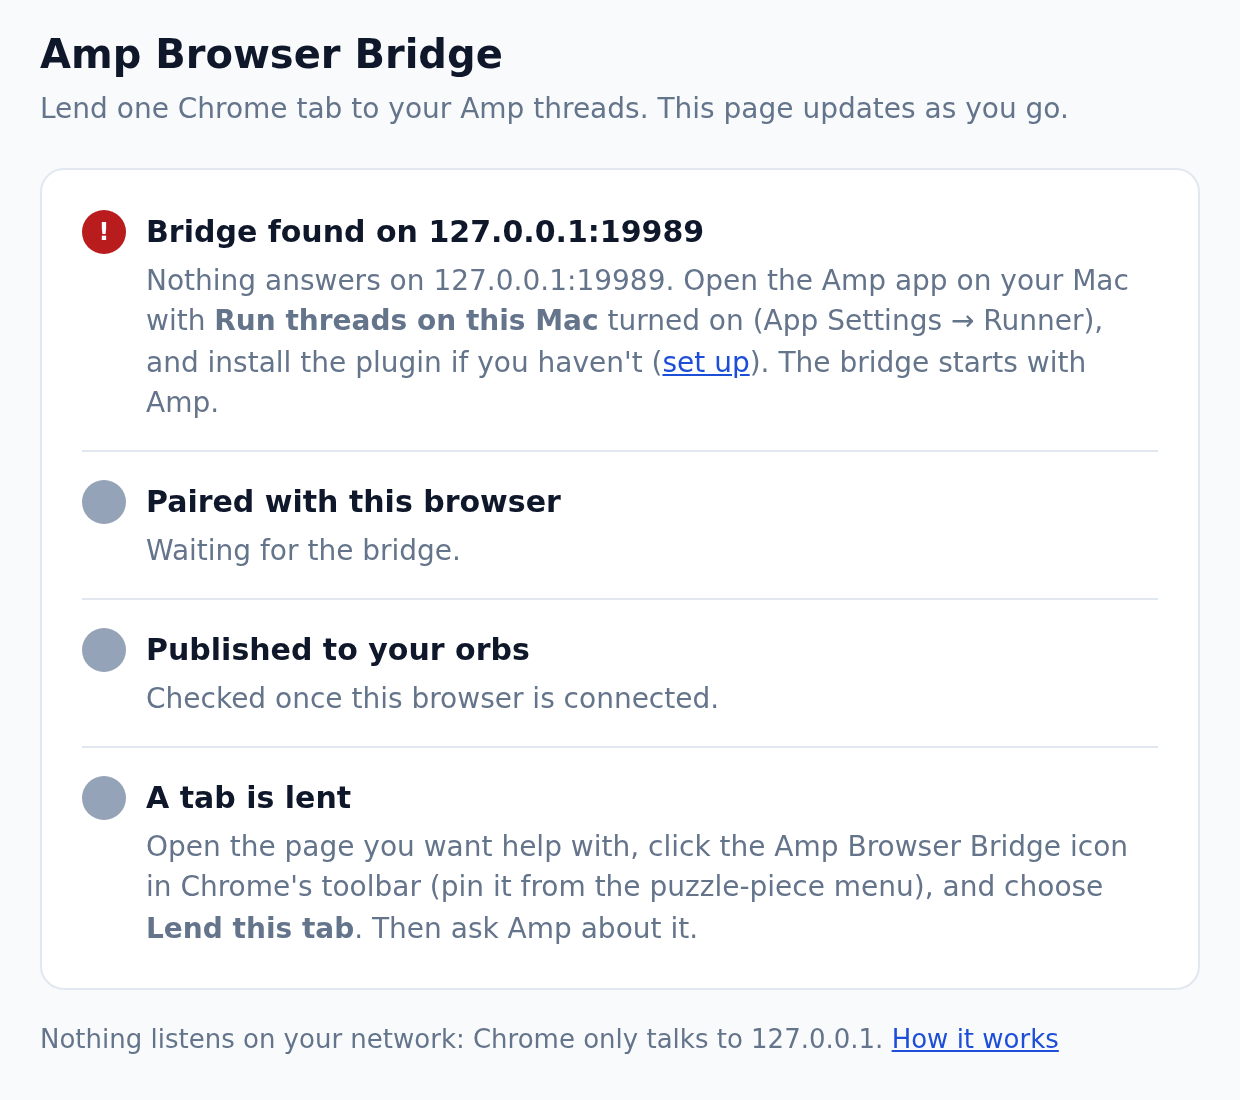 Amp Browser Bridge
Lend one Chrome tab to your Amp threads. This page updates as you go.
!
Bridge found on 127.0.0.1:19989
Nothing answers on 127.0.0.1:19989. Open the Amp app on your Mac
with Run threads on this Mac turned on (App Settings → Runner),
and install the plugin if you haven't (set up). The bridge starts with
Amp.
Paired with this browser
Waiting for the bridge.
Published to your orbs
Checked once this browser is connected.
A tab is lent
Open the page you want help with, click the Amp Browser Bridge icon
in Chrome's toolbar (pin it from the puzzle-piece menu), and choose
Lend this tab. Then ask Amp about it.
Nothing listens on your network: Chrome only talks to 127.0.0.1. How it works